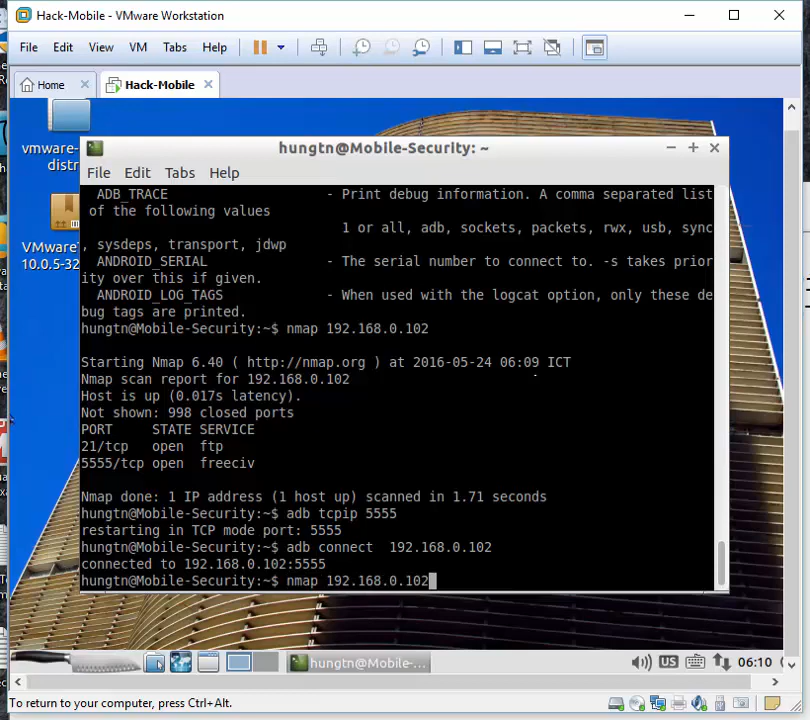 Hack-Mobile - VMware Workstation
File Edit View VM Tabs Help
Home Hack-Mobile
vmware-
distr
VMwareT
10.0.5-32
hungtn@Mobile-Security: ~
File Edit Tabs Help
ADB_TRACE - Print debug information. A comma separated list
of the following values
1 or all, adb, sockets, packets, rwx, usb, sync
, sysdeps, transport, jdwp
ANDROID_SERIAL - The serial number to connect to. -s takes prior
ity over this if given.
ANDROID_LOG_TAGS - When used with the logcat option, only these de
bug tags are printed.
hungtn@Mobile-Security:~$ nmap 192.168.0.102
Starting Nmap 6.40 ( http://nmap.org ) at 2016-05-24 06:09 ICT
Nmap scan report for 192.168.0.102
Host is up (0.017s latency).
Not shown: 998 closed ports
PORT STATE SERVICE
21/tcp open ftp
5555/tcp open freeciv
Nmap done: 1 IP address (1 host up) scanned in 1.71 seconds
hungtn@Mobile-Security:~$ adb tcpip 5555
restarting in TCP mode port: 5555
hungtn@Mobile-Security:~$ adb connect 192.168.0.102
connected to 192.168.0.102:5555
hungtn@Mobile-Security:~$ nmap 192.168.0.102
hungtn@Mobile-... US 06:10
To return to your computer, press Ctrl+Alt.